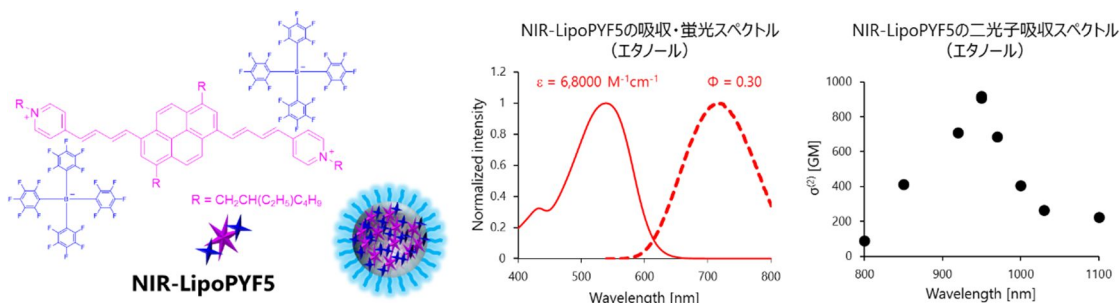 R
N
+
R
B
−
F
R = CH₂CH(C₂H₅)C₄H₉
R
N
+
R
B
−
F
NIR-LipoPYF5
NIR-LipoPYF5の吸収・蛍光スペクトル
（エタノール）
ε = 6,8000 M⁻¹cm⁻¹
Φ = 0.30
Normalized intensity
1.2
1
0.8
0.6
0.4
0.2
0
400
500
600
700
800
Wavelength [nm]
NIR-LipoPYF5の二光子吸収スペクトル
（エタノール）
σ⁽²⁾ [GM]
1000
800
600
400
200
0
800
900
1000
1100
Wavelength [nm]